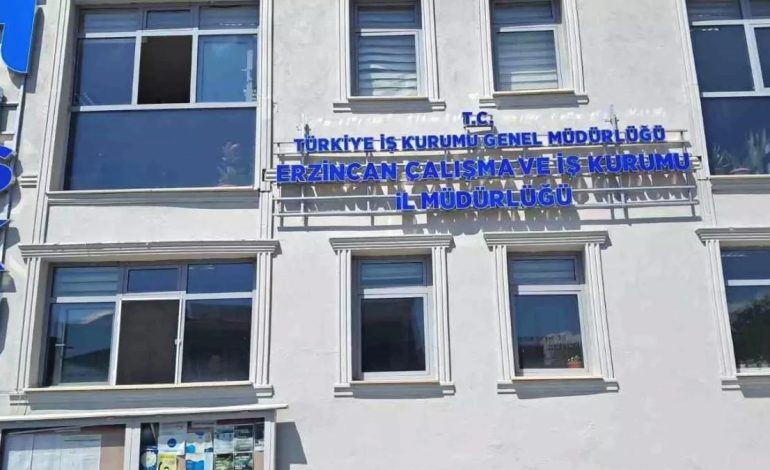 T.C.
TÜRKİYE İŞ KURUMU GENEL MÜDÜRLÜĞÜ
ERZİNCAN ÇALIŞMA VE İŞ KURUMU
İL MÜDÜRLÜĞÜ